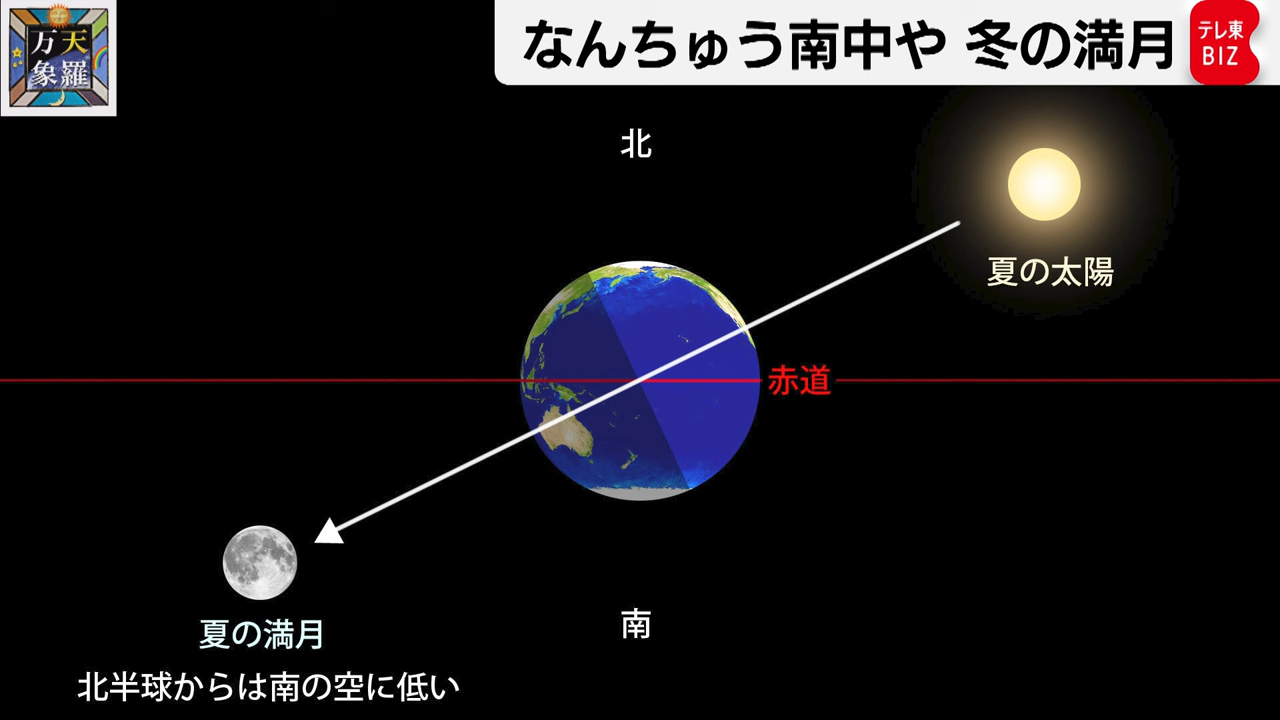 天羅
万象
なんちゅう南中や 冬の満月
テレ東
BIZ
北
夏の太陽
赤道
南
夏の満月
北半球からは南の空に低い